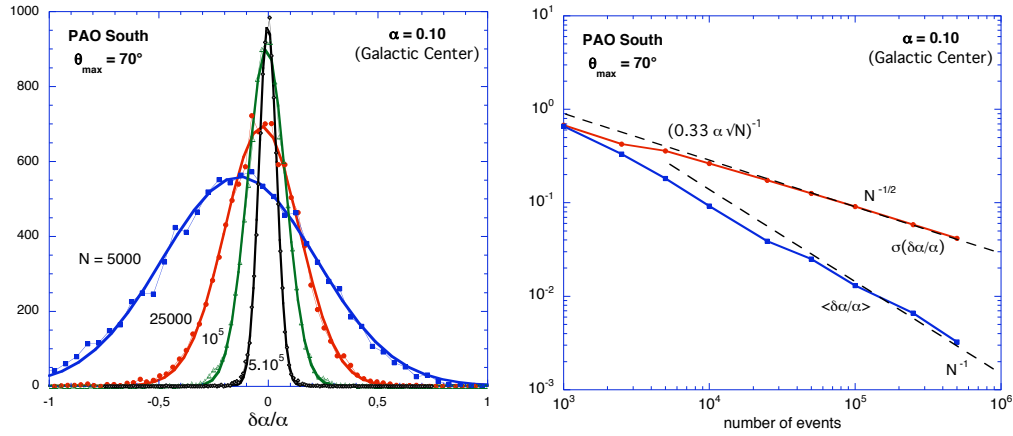 1000
800
600
400
200
0
PAO South
θmax = 70°
α = 0.10
(Galactic Center)
N = 5000
25000
10⁵
5.10⁵
-1
-0,5
0
0,5
1
δα/α
10¹
10⁰
10⁻¹
10⁻²
10⁻³
PAO South
θmax = 70°
α = 0.10
(Galactic Center)
(0.33 α √N)⁻¹
N⁻¹/²
σ(δα/α)
<δα/α>
N⁻¹
10³
10⁴
10⁵
10⁶
number of events